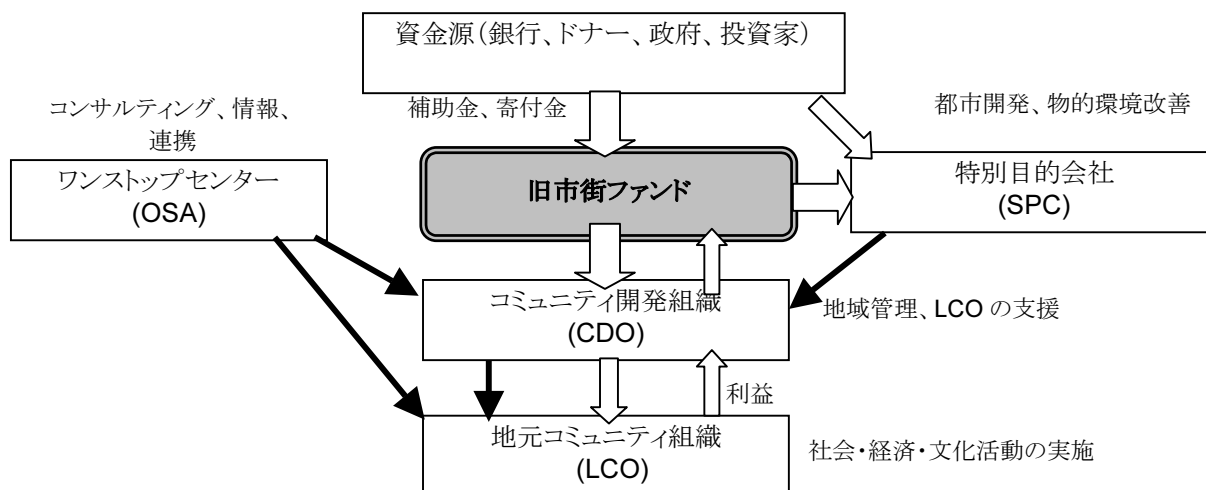 資金源(銀行、ドナー、政府、投資家)
コンサルティング、情報、
連携
補助金、寄付金
都市開発、物的環境改善
ワンストップセンター
(OSA)
旧市街ファンド
特別目的会社
(SPC)
コミュニティ開発組織
(CDO)
地域管理、LCO の支援
利益
地元コミュニティ組織
(LCO)
社会・経済・文化活動の実施